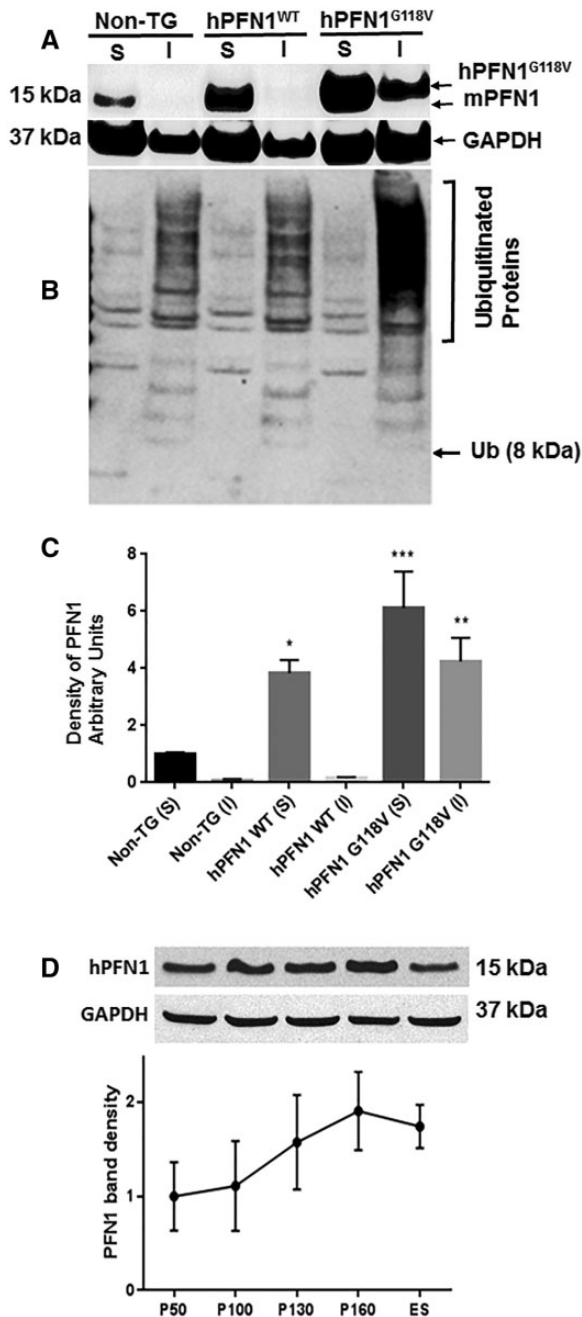 A
Non-TG hPFN1WT hPFN1G118V
S I S I S I
15 kDa
hPFN1G118V
mPFN1
37 kDa
GAPDH
B
Ubiquitinated
Proteins
Ub (8 kDa)
C
Density of PFN1
Arbitrary Units
8
6
4
2
0
*
***
**
Non-TG (S)
Non-TG (I)
hPFN1 WT (S)
hPFN1 WT (I)
hPFN1 G118V (S)
hPFN1 G118V (I)
D
hPFN1
15 kDa
GAPDH
37 kDa
PFN1 band density
2
1
0
P50 P100 P130 P160 ES